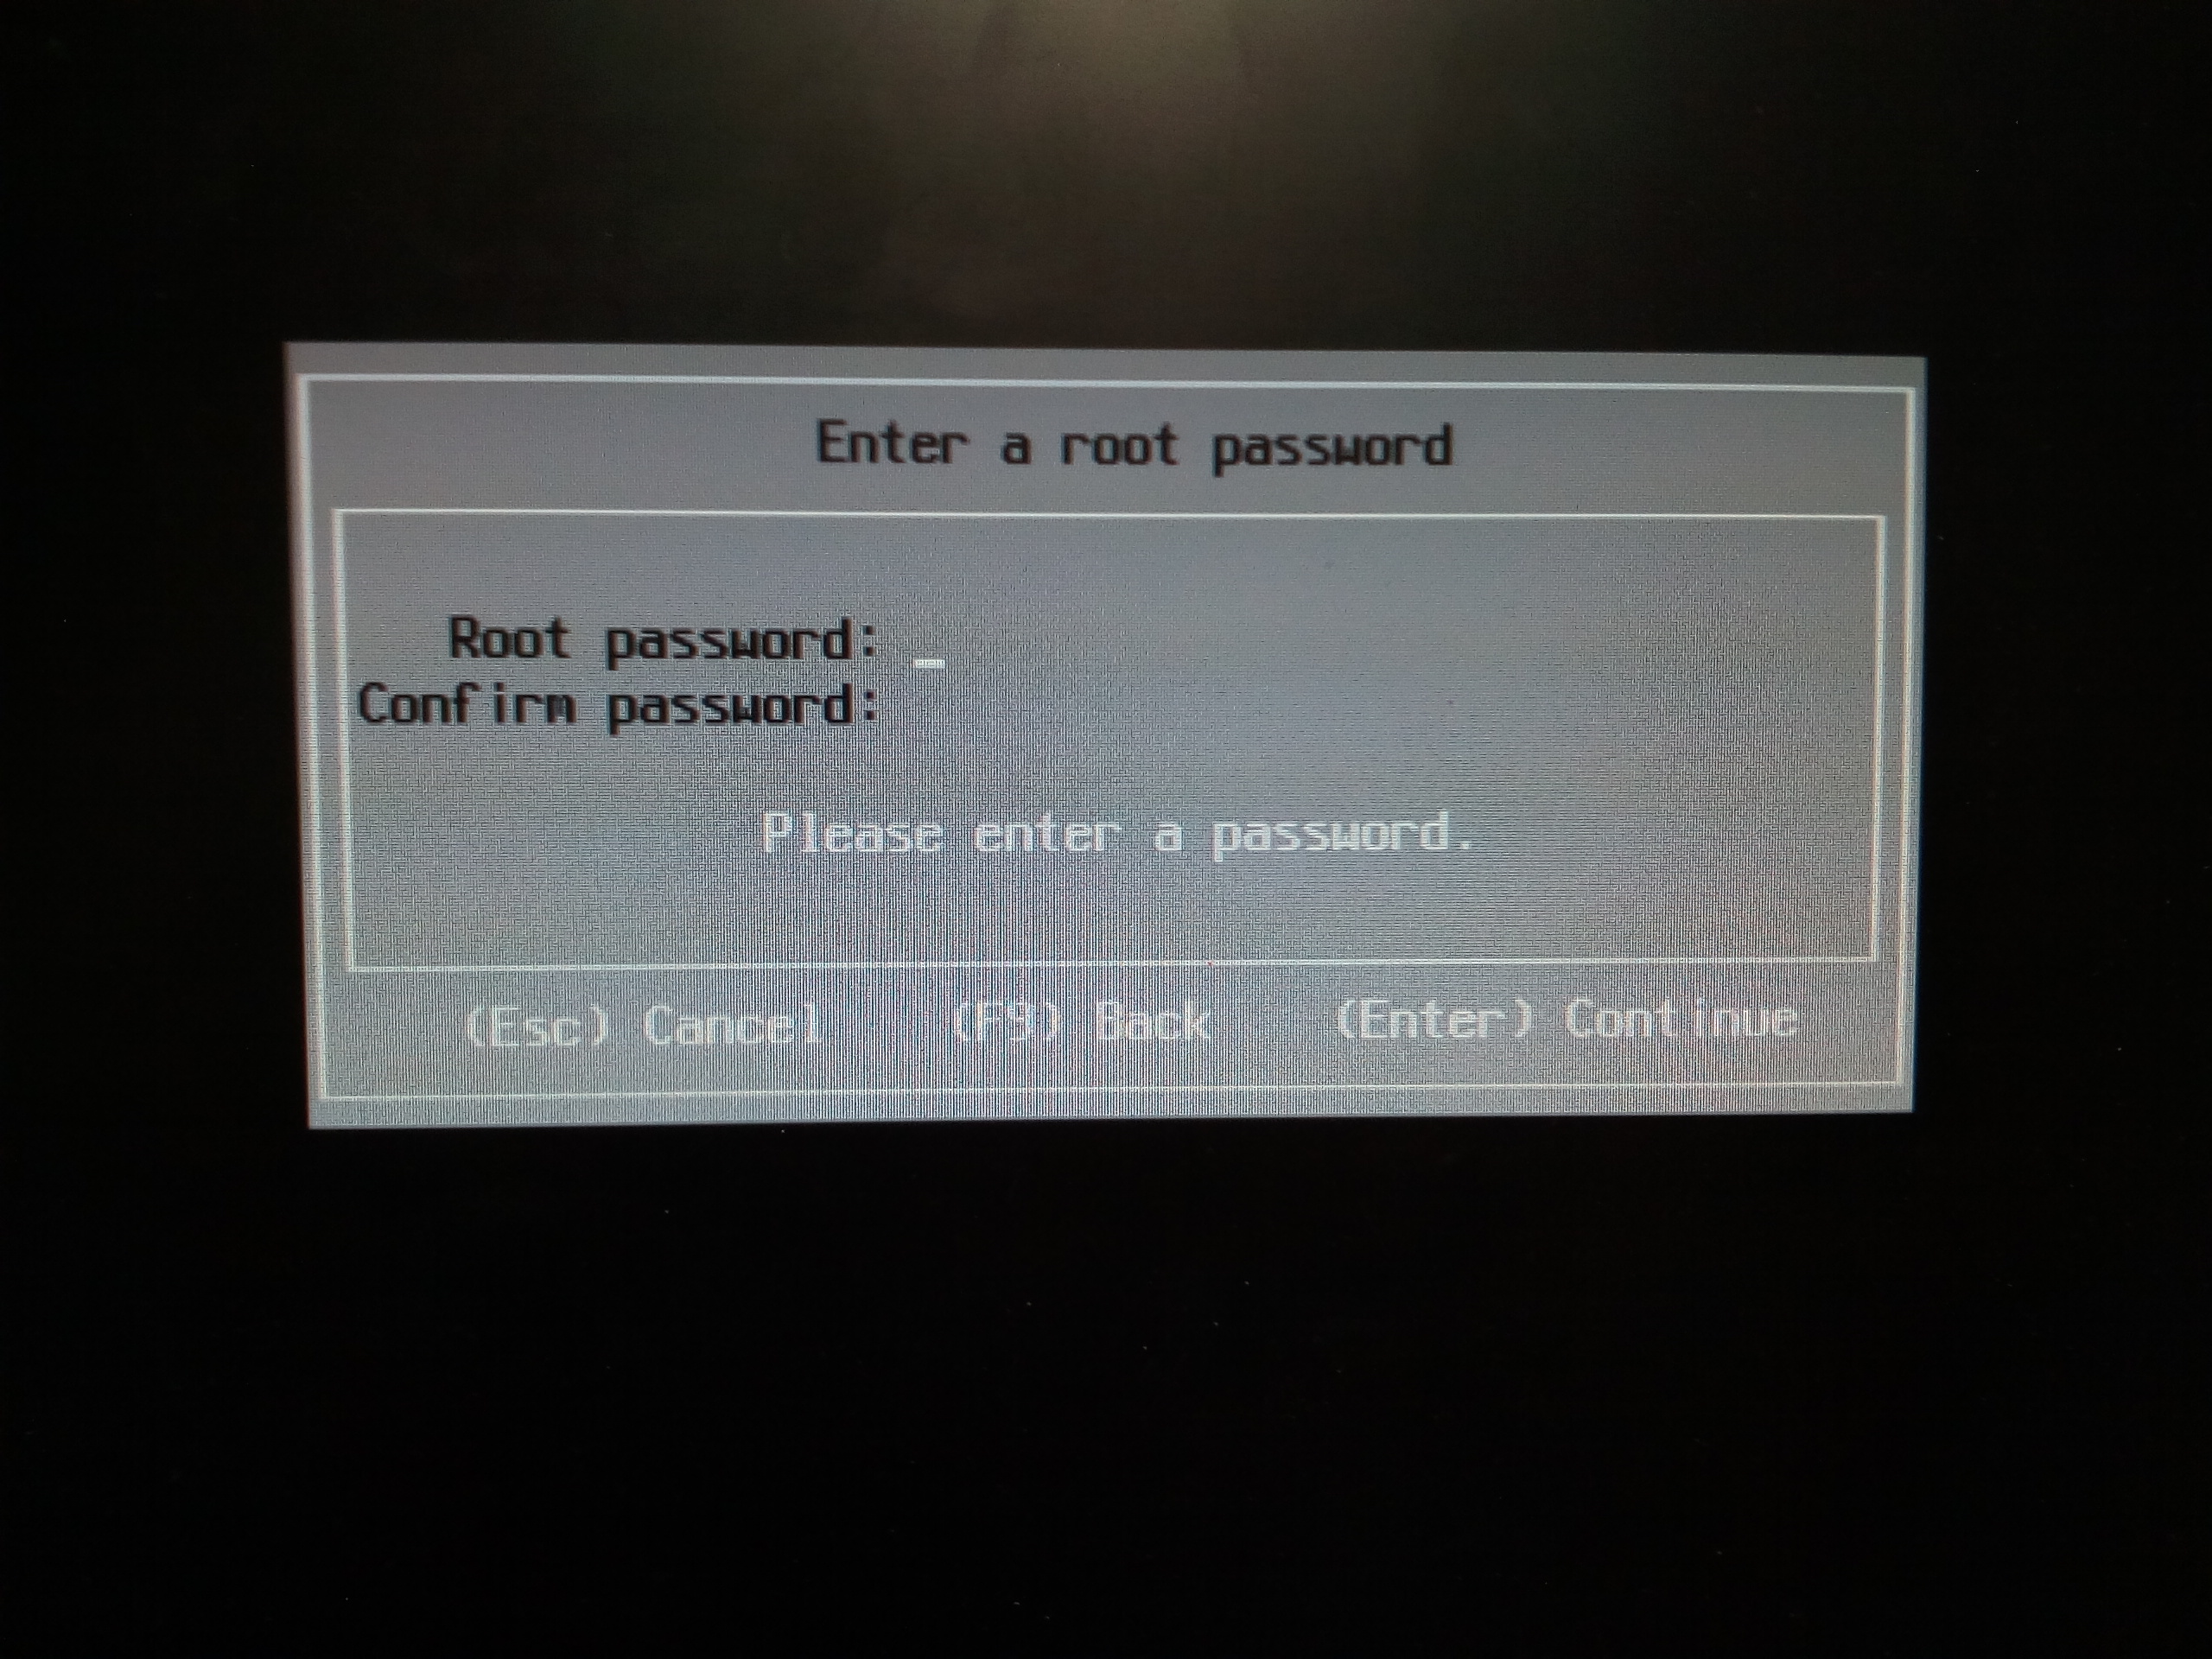 Enter a root password
Root password:
Confirm password:
Please enter a password.
(Esc) Cancel (F9) Back (Enter) Continue